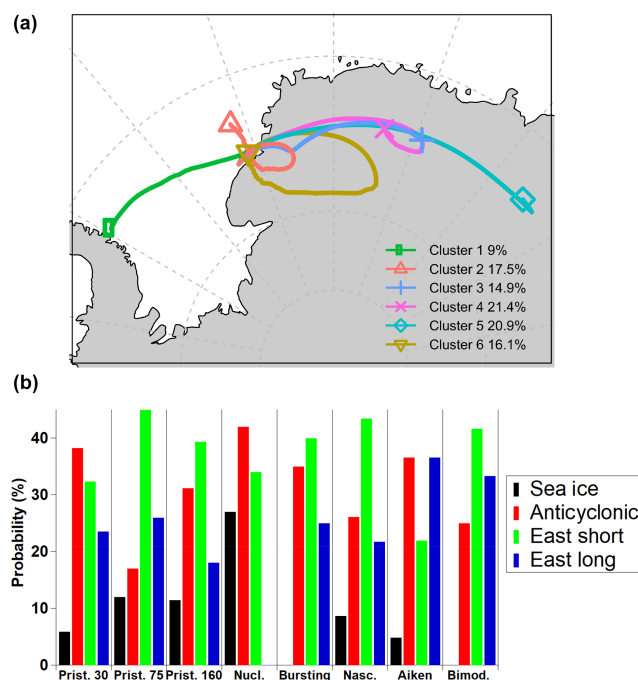 (a)
Cluster 1 9%
Cluster 2 17.5%
Cluster 3 14.9%
Cluster 4 21.4%
Cluster 5 20.9%
Cluster 6 16.1%
(b)
Probability (%)
40
30
20
10
0
Prist. 30 Prist. 75 Prist. 160 Nucl. Bursting Nasc. Aiken Bimod.
Sea ice
Anticyclonic
East short
East long